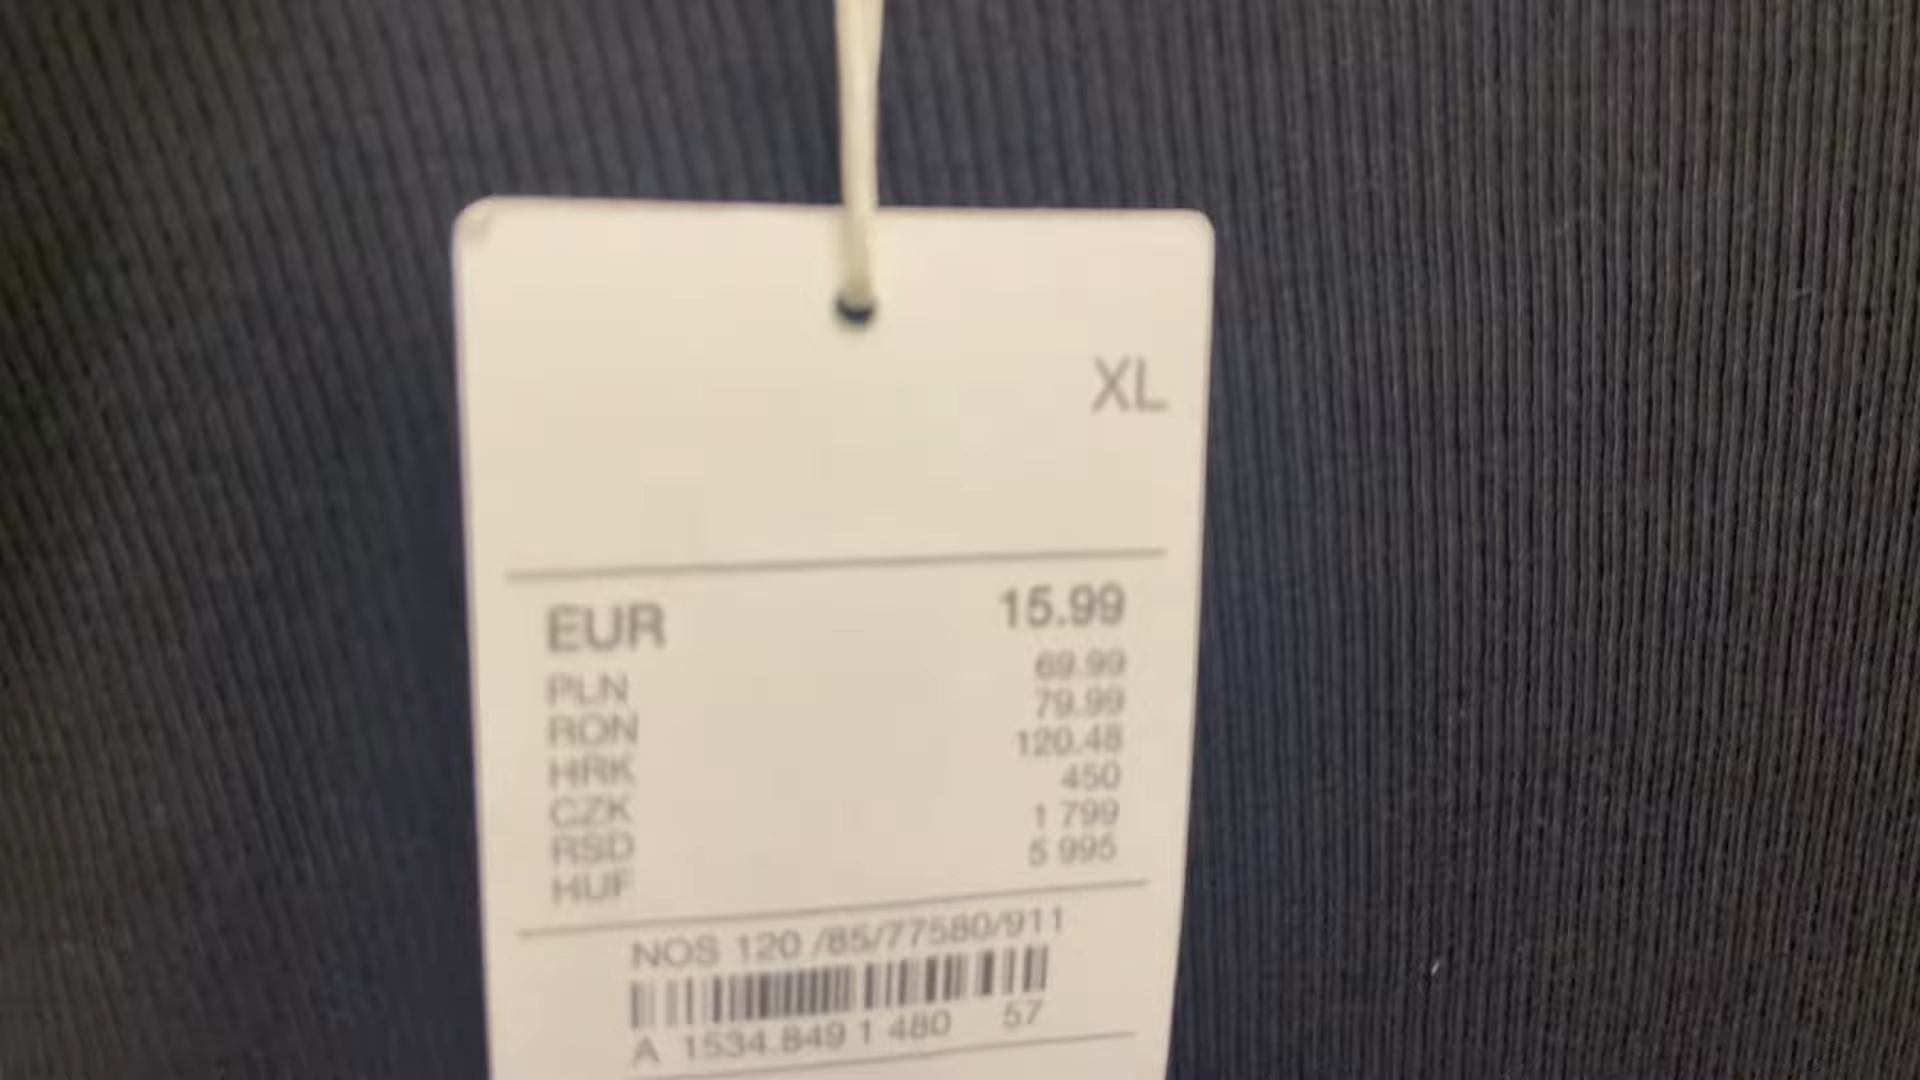 XL
EUR 15.99
PLN 69.99
RON 79.99
HRK 120.48
CZK 450
RSD 1 799
HUF 5 995
NOS 120 /85/77580/911
A 1534.849 1 480 57